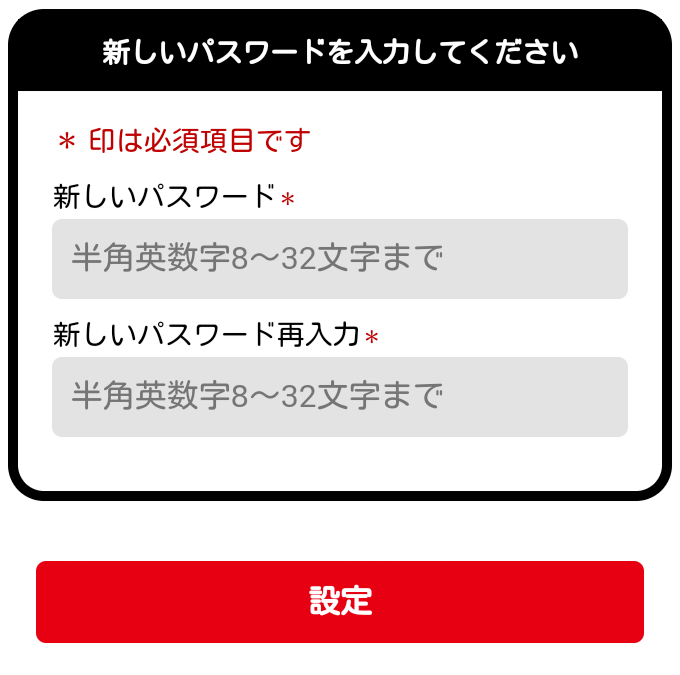 新しいパスワードを入力してください
＊ 印は必須項目です
新しいパスワード＊
半角英数字8〜32文字まで
新しいパスワード再入力＊
半角英数字8〜32文字まで
設定